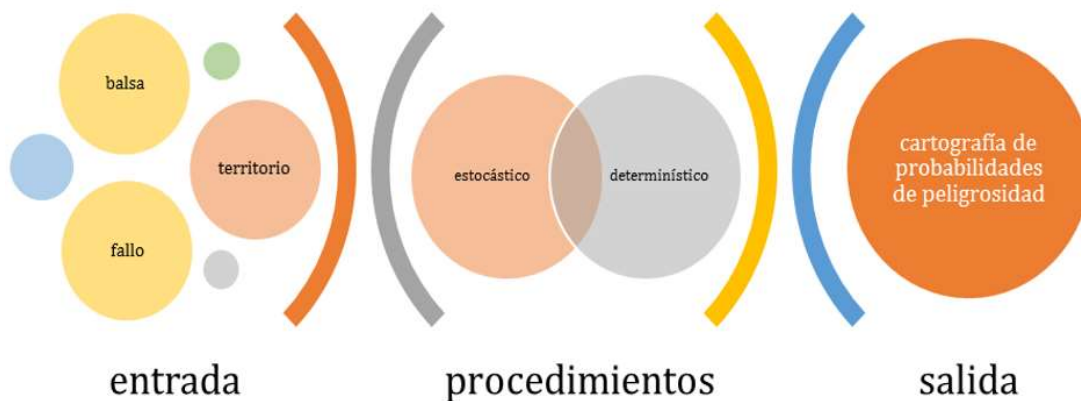 balsa
territorio
fallo
estocástico
determinístico
cartografía de
probabilidades
de peligrosidad
entrada
procedimientos
salida